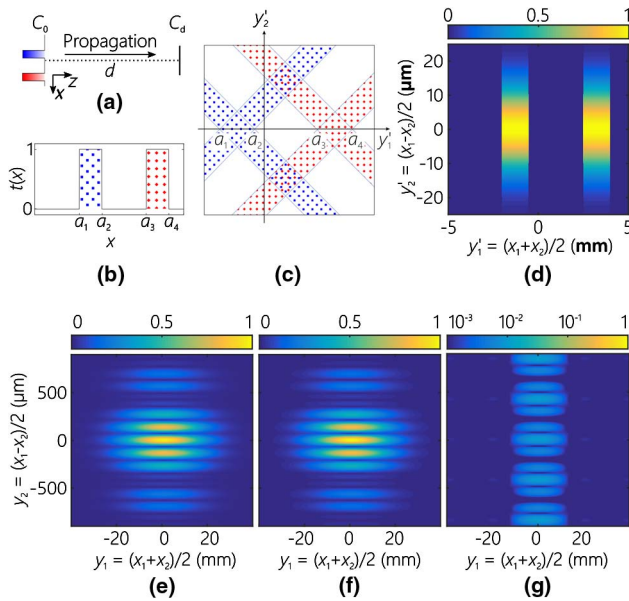 C₀
C_d
Propagation
d
z
x
(a)
1
t(x)
0
a₁ a₂ a₃ a₄
x
(b)
y'₂
y'₁
a₁ a₂ a₃ a₄
(c)
0 0.5 1
20
10
0
-10
-20
y'₂ = (x₁-x₂)/2 (µm)
-5 0 5
y'₁ = (x₁+x₂)/2 (mm)
(d)
0 0.5 1
0 0.5 1
10⁻³ 10⁻² 10⁻¹ 1
500
0
-500
y₂ = (x₁-x₂)/2 (µm)
-20 0 20
-20 0 20
-20 0 20
y₁ = (x₁+x₂)/2 (mm)
y₁ = (x₁+x₂)/2 (mm)
y₁ = (x₁+x₂)/2 (mm)
(e)
(f)
(g)